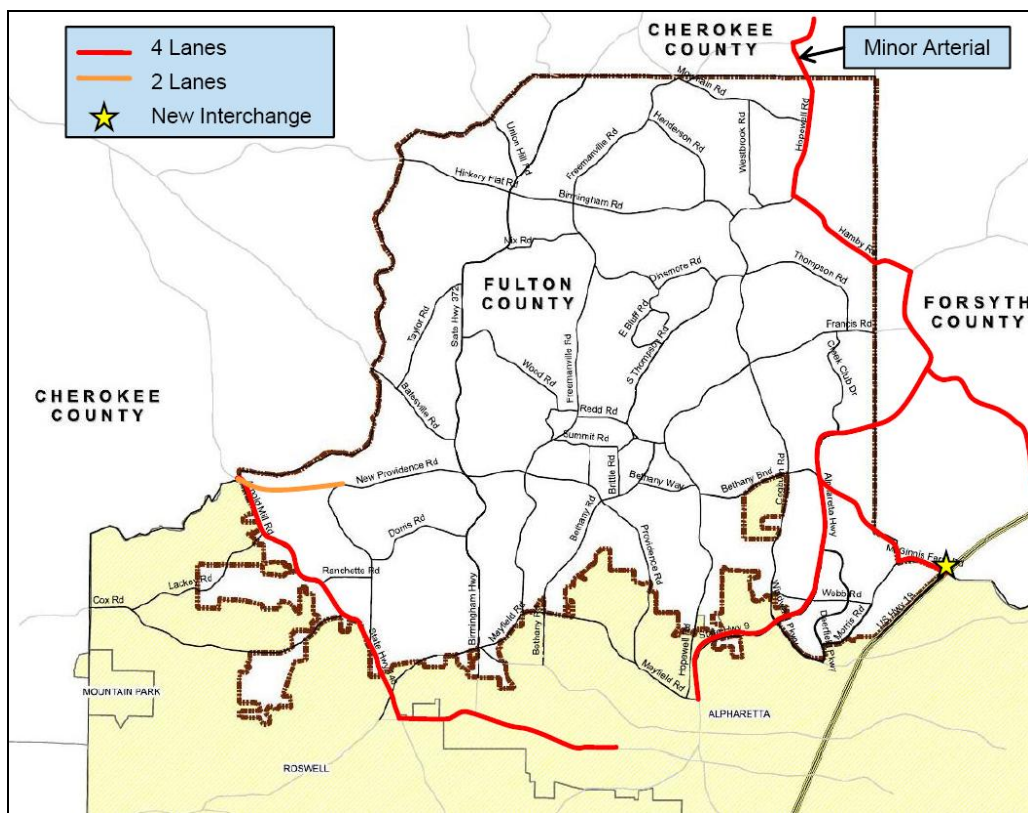 4 Lanes
2 Lanes
New Interchange
CHEROKEE
COUNTY
Minor Arterial
Mountain Rd
Union Hill Rd
Freemanville Rd
Henderson Rd
Westbrook Rd
Hopewell Rd
Hickory Flat Rd
Birmingham Rd
Nix Rd
Hamby Rd
FULTON
COUNTY
Dinsmore Rd
Thompson Rd
FORSYTH
COUNTY
State Hwy 372
Taylor Rd
E Bluff Rd
S Thompson Rd
Francis Rd
Creek Club Dr
Freemanville Rd
Wood Rd
Batesville Rd
CHEROKEE
COUNTY
Redd Rd
Summit Rd
New Providence Rd
Brittle Rd
Bethany Way
Bethany Bnd
Cogburn Rd
Alpharetta Hwy
Dorris Rd
Bethany Rd
Providence Rd
McGinnis Farm
Lackey Rd
Ranchette Rd
Cox Rd
Webb Rd
Morris Rd
Deerfield Pkwy
US Hwy 19
Birmingham Hwy
Mayfield Rd
Hwy 9
Hopewell Rd
Mayfield Rd
MOUNTAIN PARK
ALPHARETTA
ROSWELL